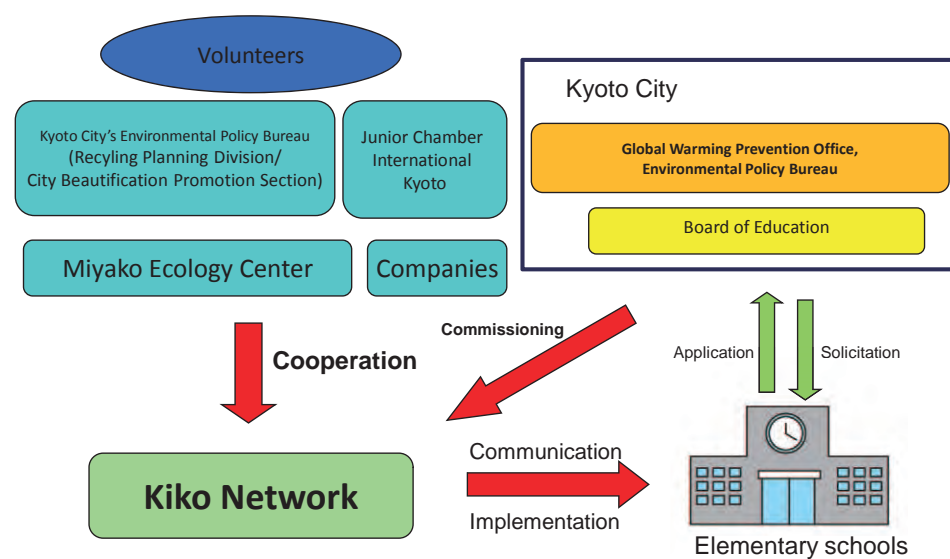 Volunteers
Kyoto City's Environmental Policy Bureau
(Recyling Planning Division/
City Beautification Promotion Section)
Junior Chamber
International
Kyoto
Miyako Ecology Center
Companies
Kyoto City
Global Warming Prevention Office,
Environmental Policy Bureau
Board of Education
Cooperation
Commissioning
Application
Solicitation
Kiko Network
Communication
Implementation
Elementary schools